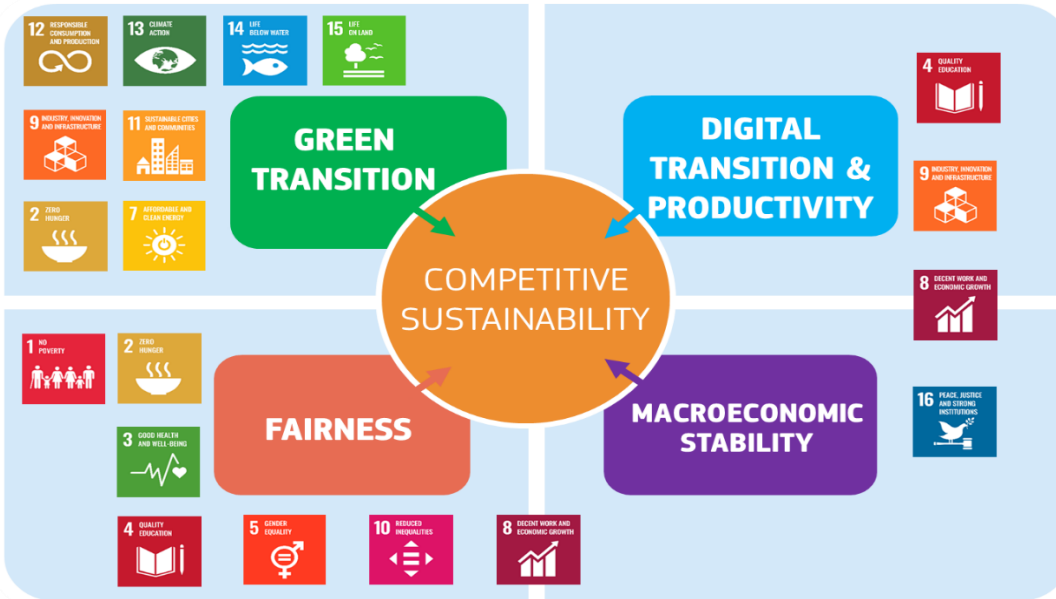 12 RESPONSIBLE
CONSUMPTION
AND PRODUCTION
13 CLIMATE
ACTION
14 LIFE
BELOW WATER
15 LIFE
ON LAND
9 INDUSTRY, INNOVATION
AND INFRASTRUCTURE
11 SUSTAINABLE CITIES
AND COMMUNITIES
2 ZERO
HUNGER
7 AFFORDABLE AND
CLEAN ENERGY
GREEN
TRANSITION
DIGITAL
TRANSITION &
PRODUCTIVITY
4 QUALITY
EDUCATION
9 INDUSTRY, INNOVATION
AND INFRASTRUCTURE
8 DECENT WORK AND
ECONOMIC GROWTH
COMPETITIVE
SUSTAINABILITY
1 NO
POVERTY
2 ZERO
HUNGER
3 GOOD HEALTH
AND WELL-BEING
FAIRNESS
4 QUALITY
EDUCATION
5 GENDER
EQUALITY
10 REDUCED
INEQUALITIES
8 DECENT WORK AND
ECONOMIC GROWTH
MACROECONOMIC
STABILITY
16 PEACE, JUSTICE
AND STRONG
INSTITUTIONS